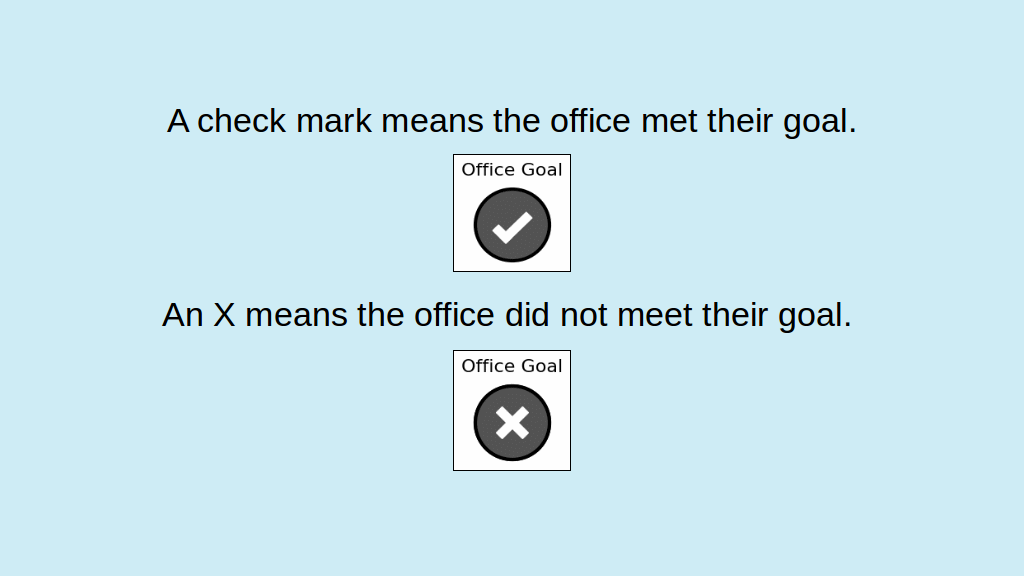 A check mark means the office met their goal.
Office Goal
An X means the office did not meet their goal.
Office Goal